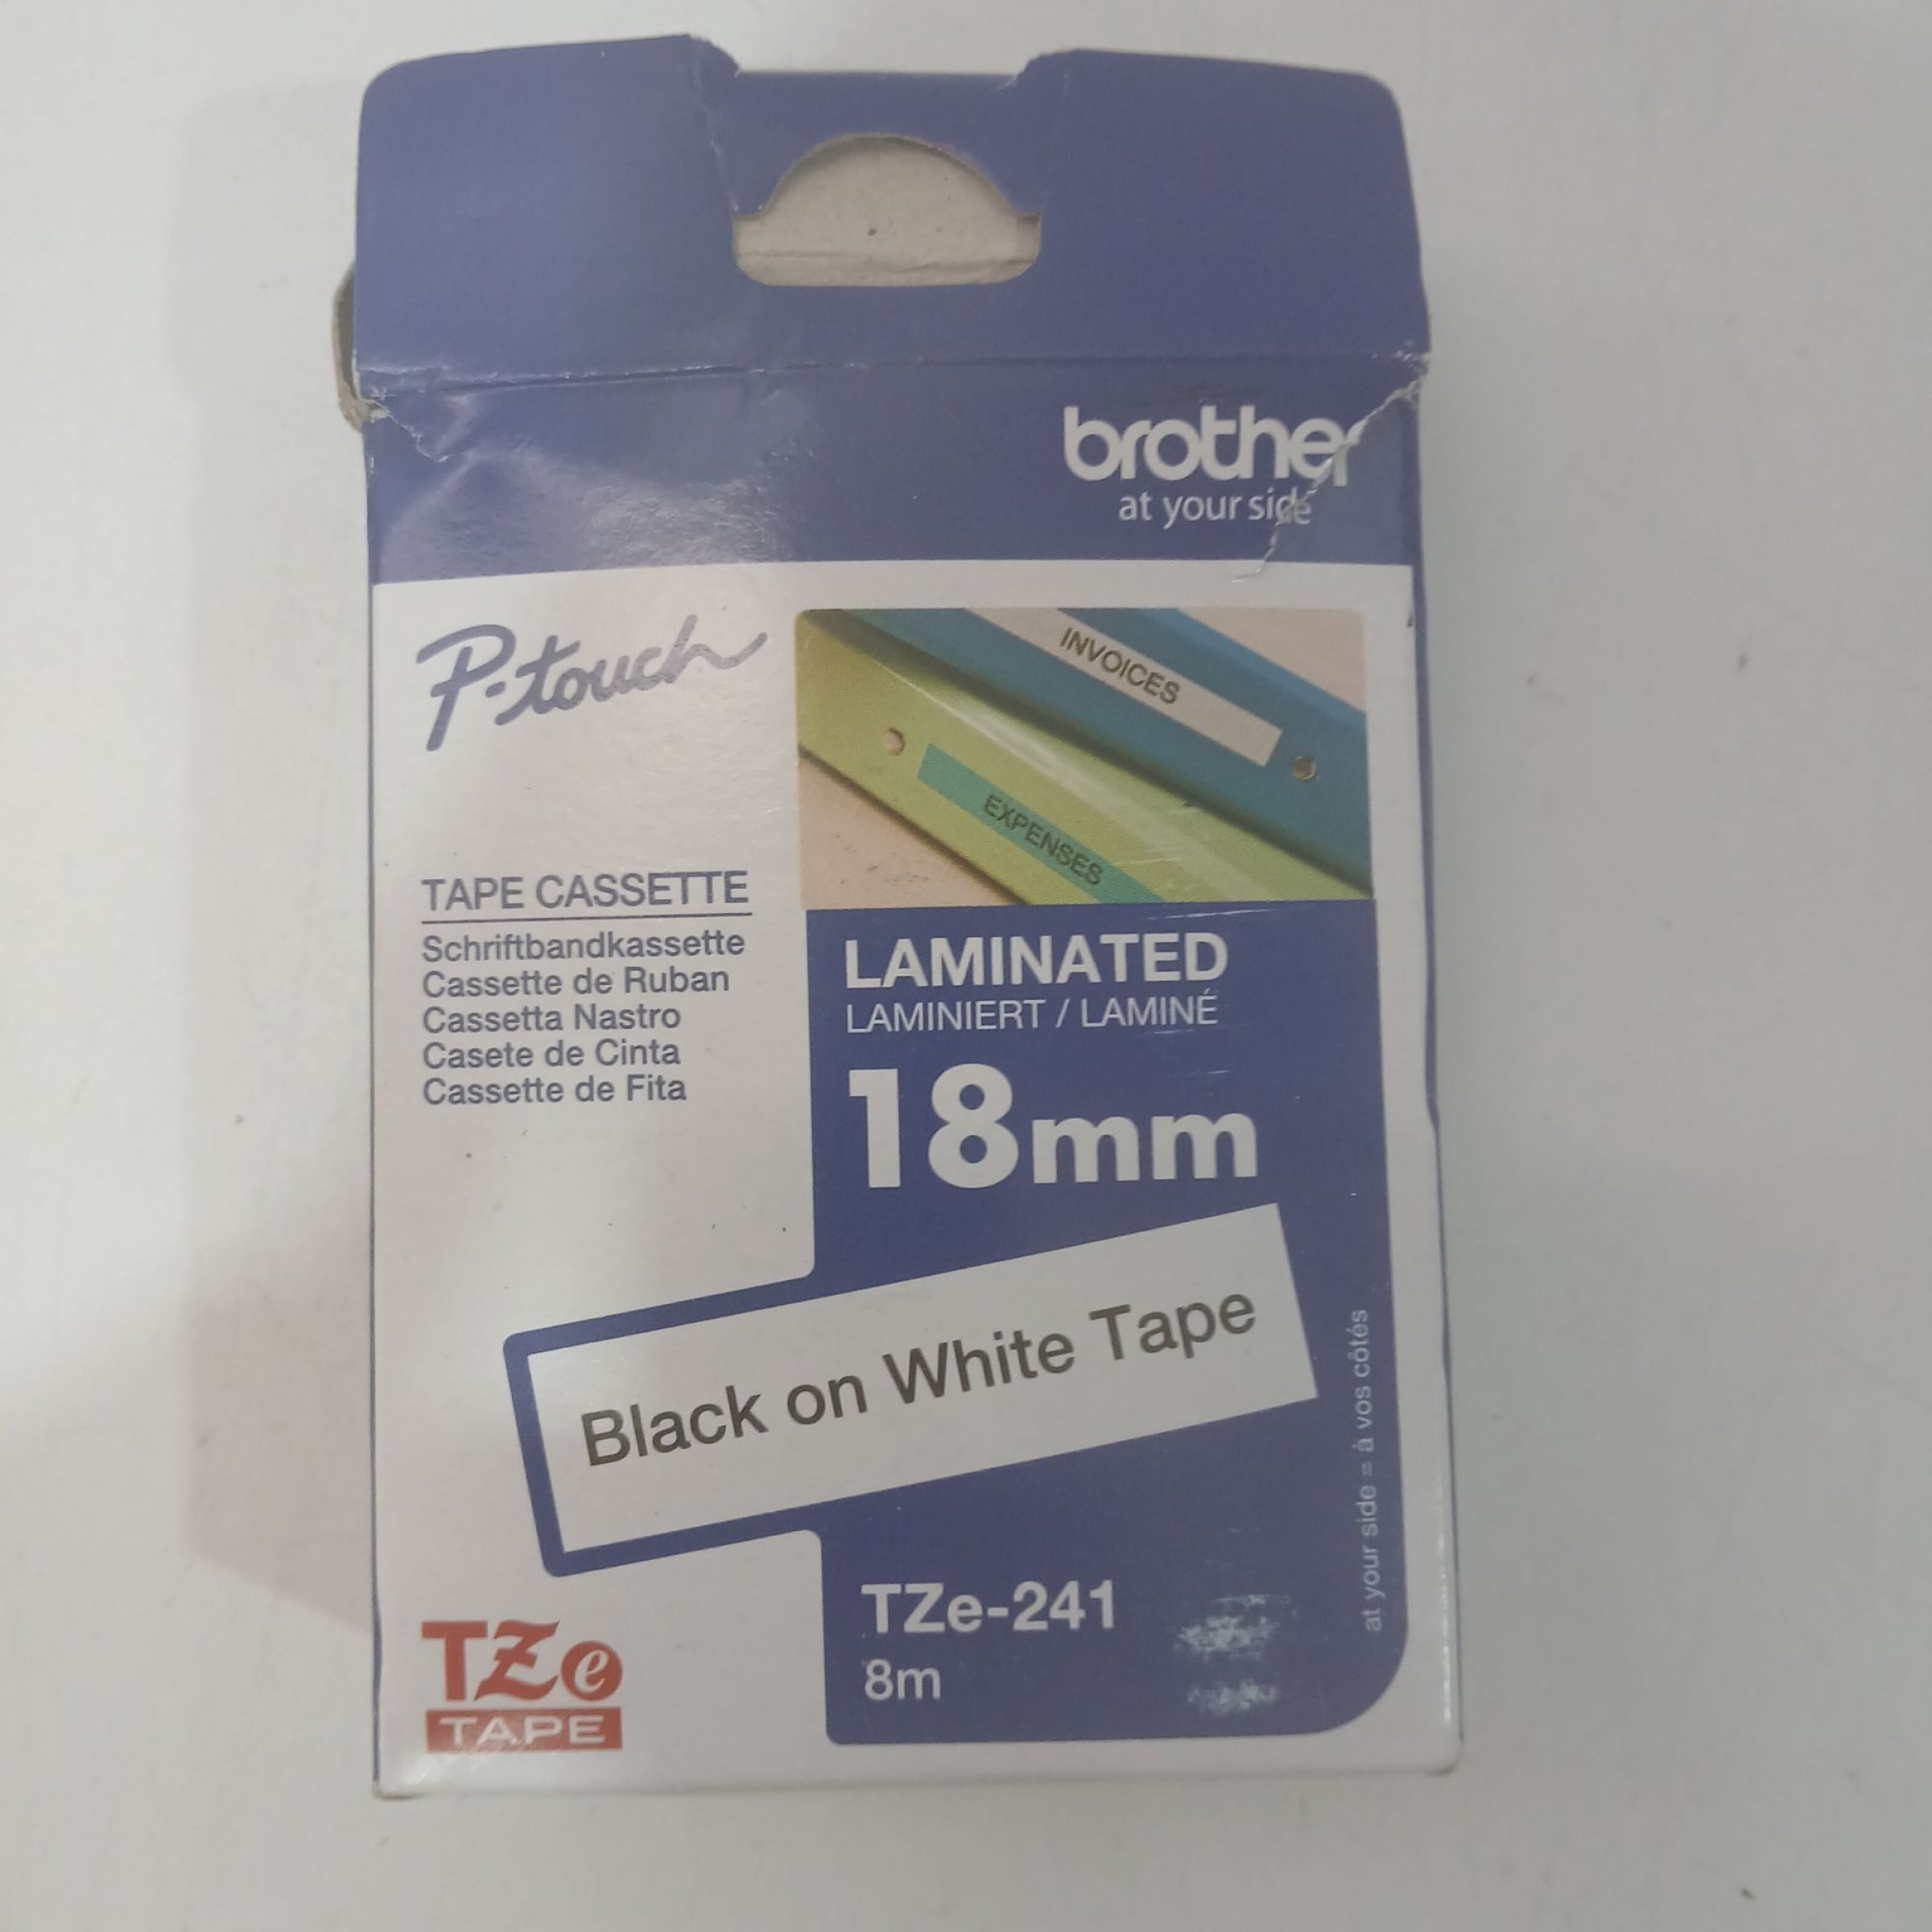 brother
at your side
P-touch
INVOICES
EXPENSES
TAPE CASSETTE
Schriftbandkassette
Cassette de Ruban
Cassetta Nastro
Casete de Cinta
Cassette de Fita
LAMINATED
LAMINIERT / LAMINÉ
18mm
Black on White Tape
at your side = à vos côtés
TZe-241
8m
TZe
TAPE